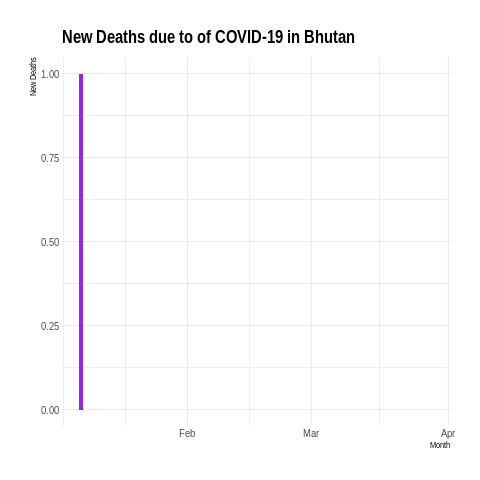 New Deaths due to of COVID-19 in Bhutan
New Deaths
1.00
0.75
0.50
0.25
0.00
Feb Mar Apr
Month